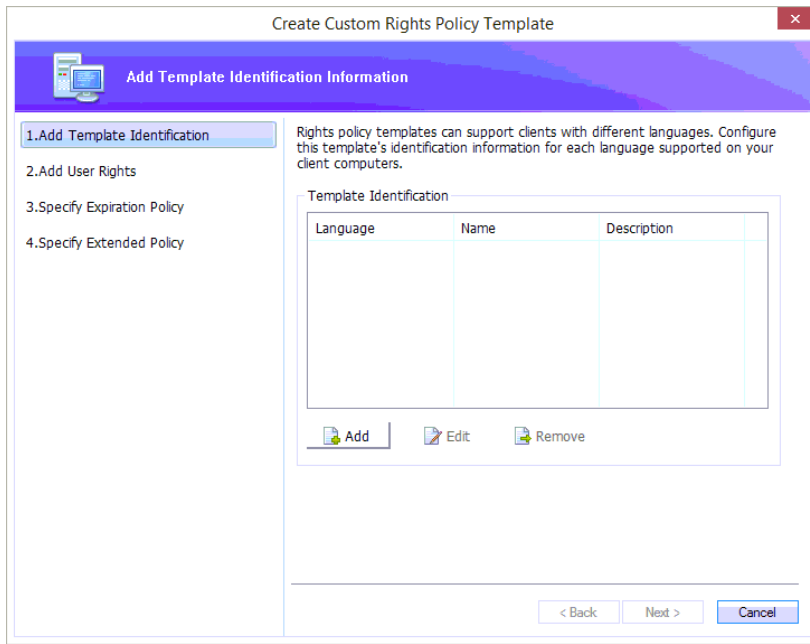 Create Custom Rights Policy Template
Add Template Identification Information
1.Add Template Identification
2.Add User Rights
3.Specify Expiration Policy
4.Specify Extended Policy
Rights policy templates can support clients with different languages. Configure
this template's identification information for each language supported on your
client computers.
Template Identification
Language Name Description
Add Edit Remove
< Back Next > Cancel